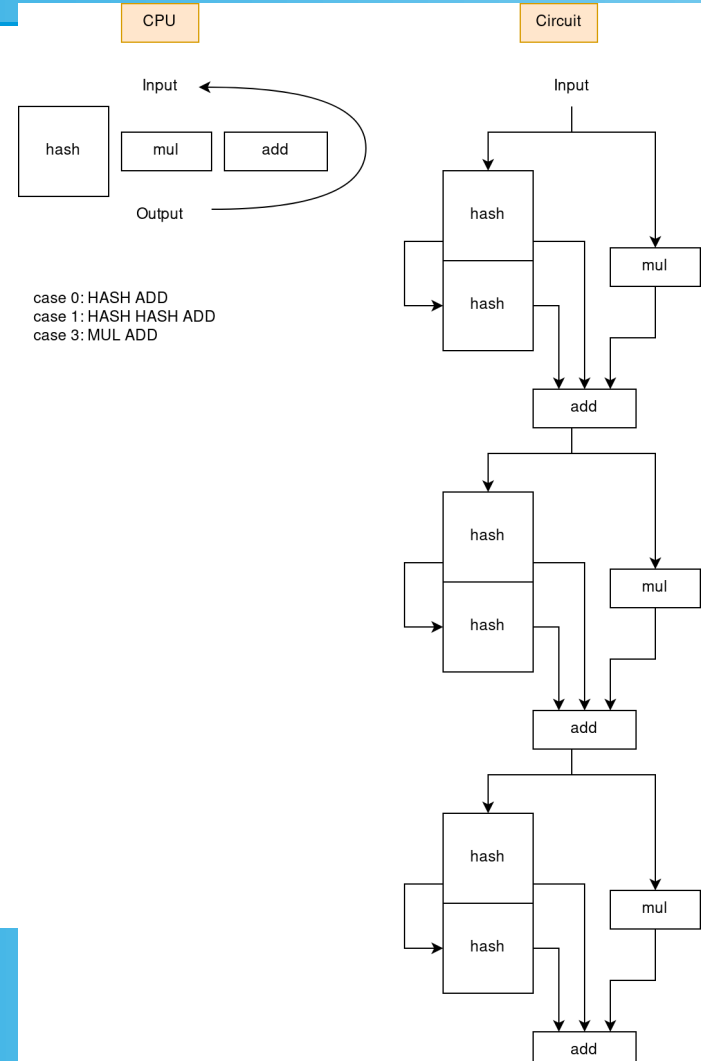 CPU
Circuit
Input
Input
hash
mul
add
Output
case 0: HASH ADD
case 1: HASH HASH ADD
case 3: MUL ADD
hash
mul
hash
add
hash
mul
hash
add
hash
mul
hash
add